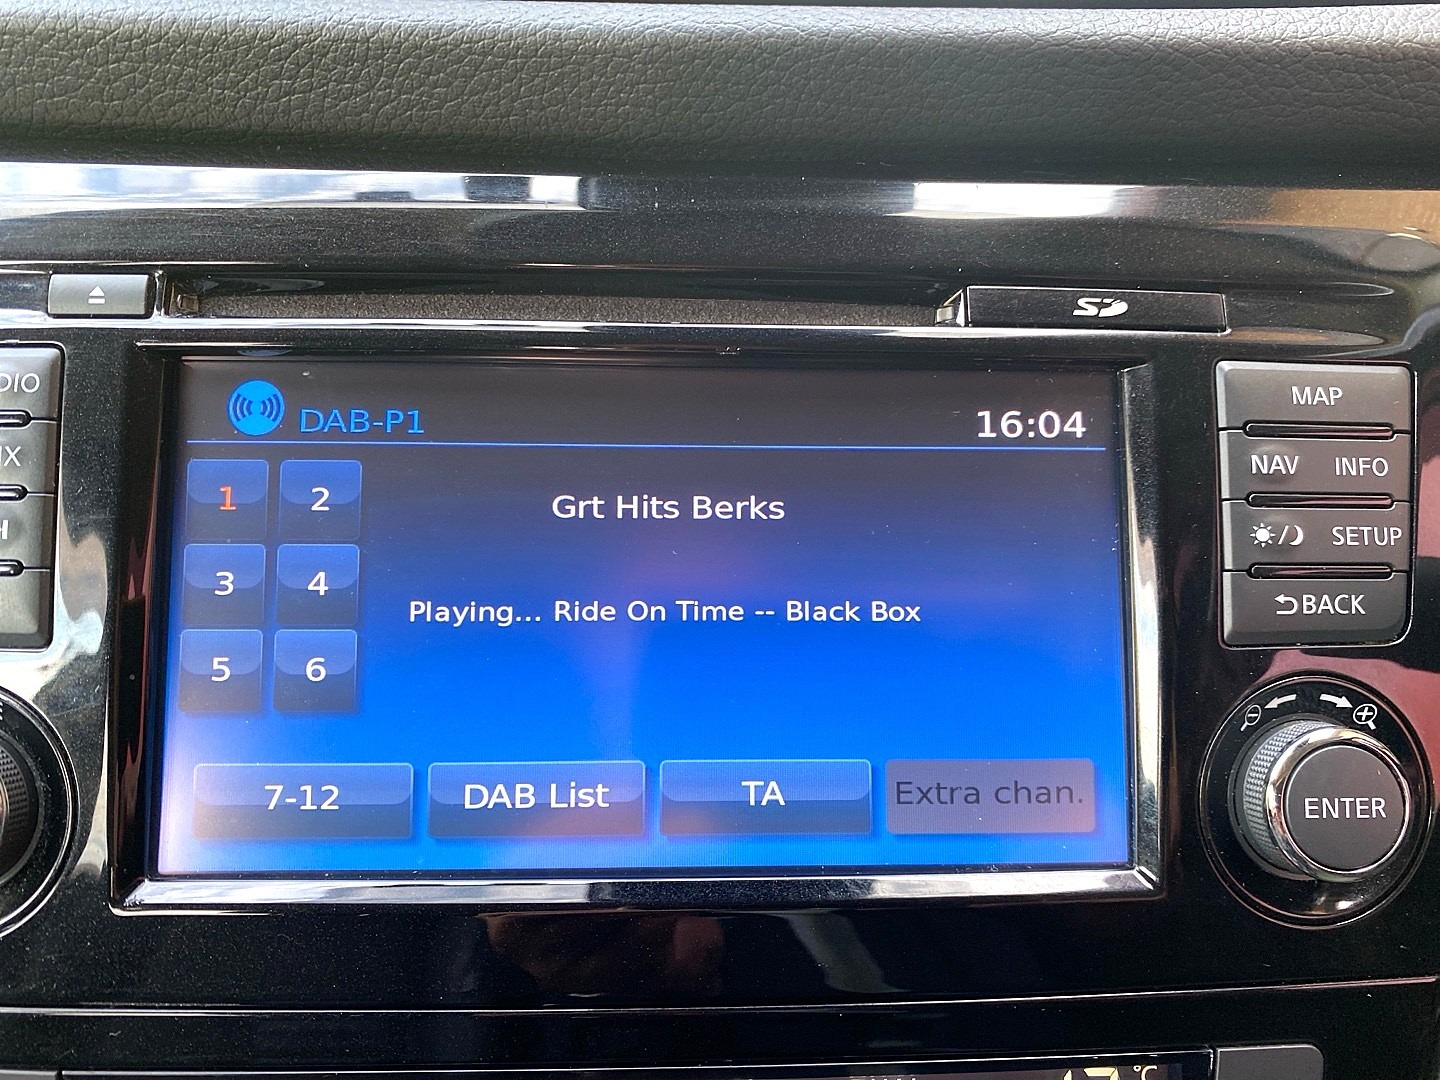 SD
MAP
DAB-P1
16:04
NAV INFO
1 2
Grt Hits Berks
SETUP
3 4
Playing... Ride On Time -- Black Box
BACK
5 6
7-12
DAB List
TA
Extra chan.
ENTER
°C